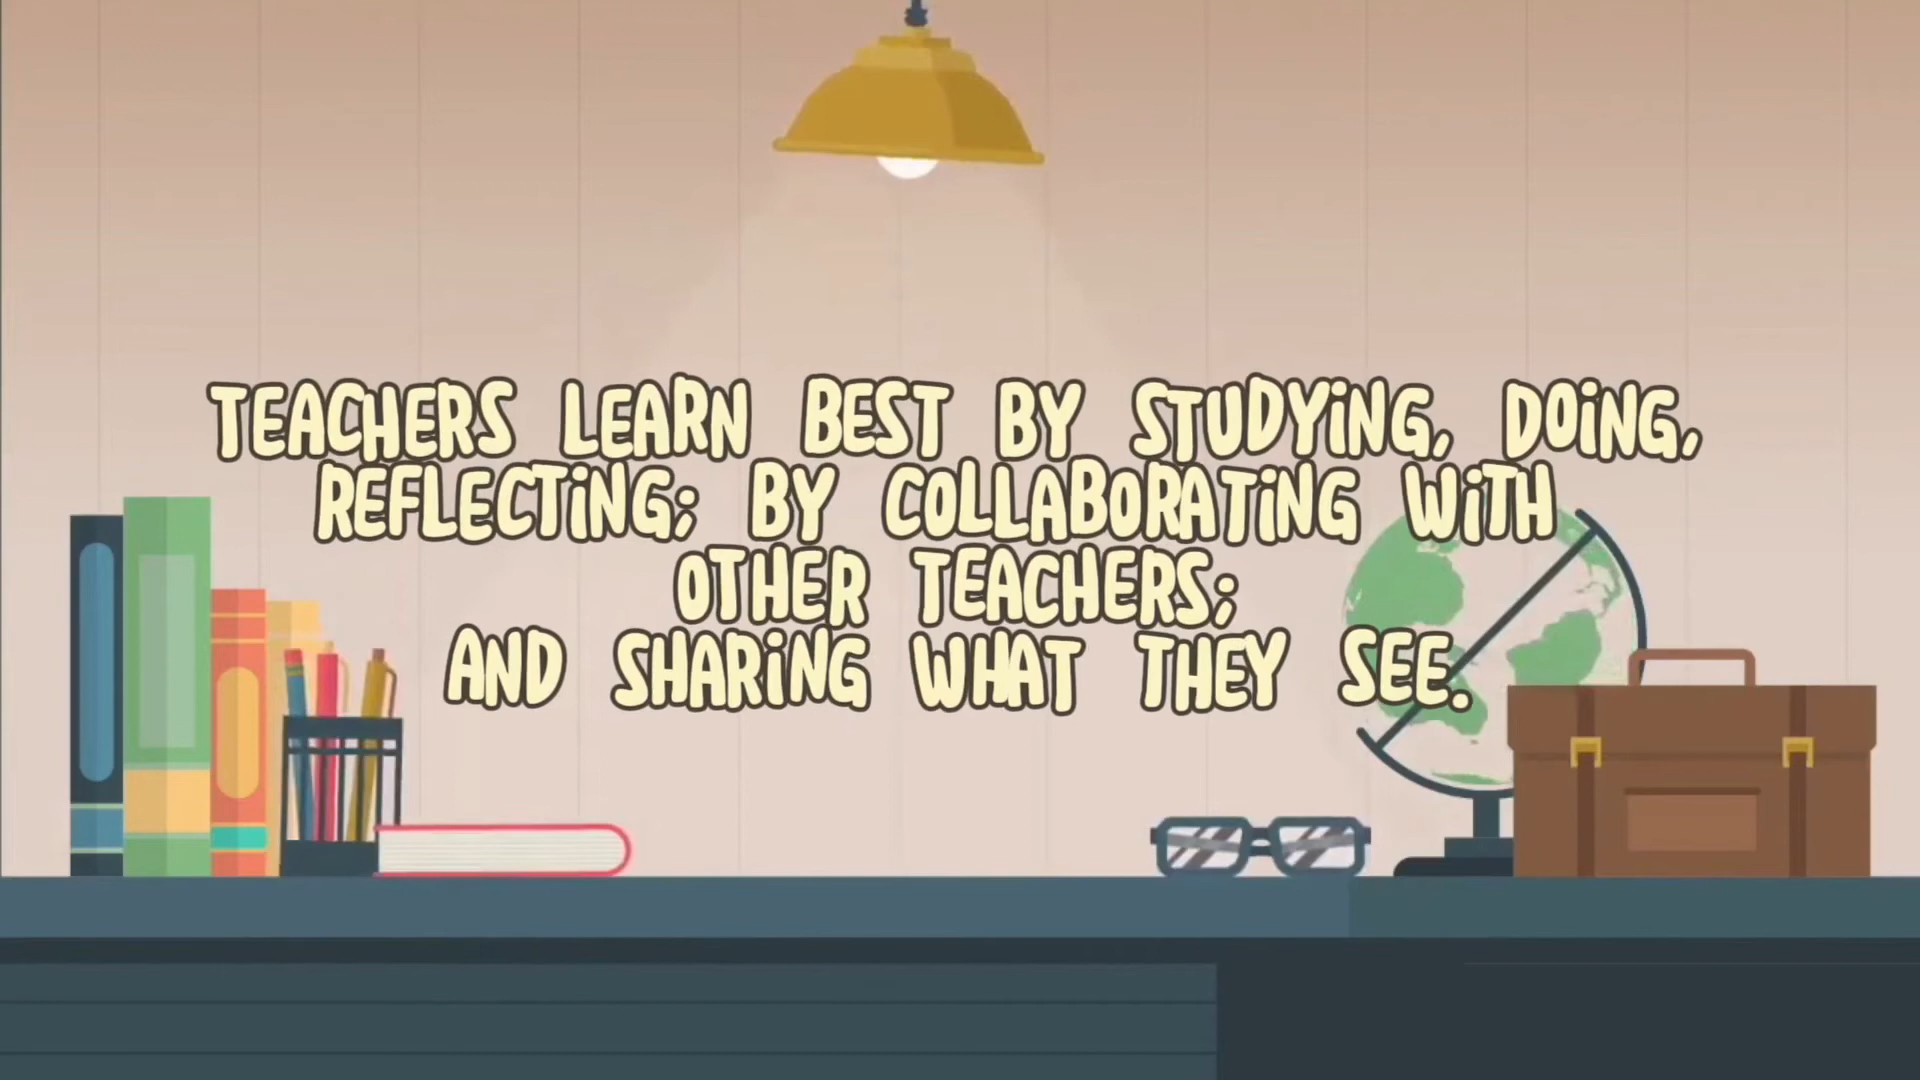 TEACHERS LEARN BEST BY STUDYING, DOING,
REFLECTING; BY COLLABORATING WITH
OTHER TEACHERS;
AND SHARING WHAT THEY SEE.